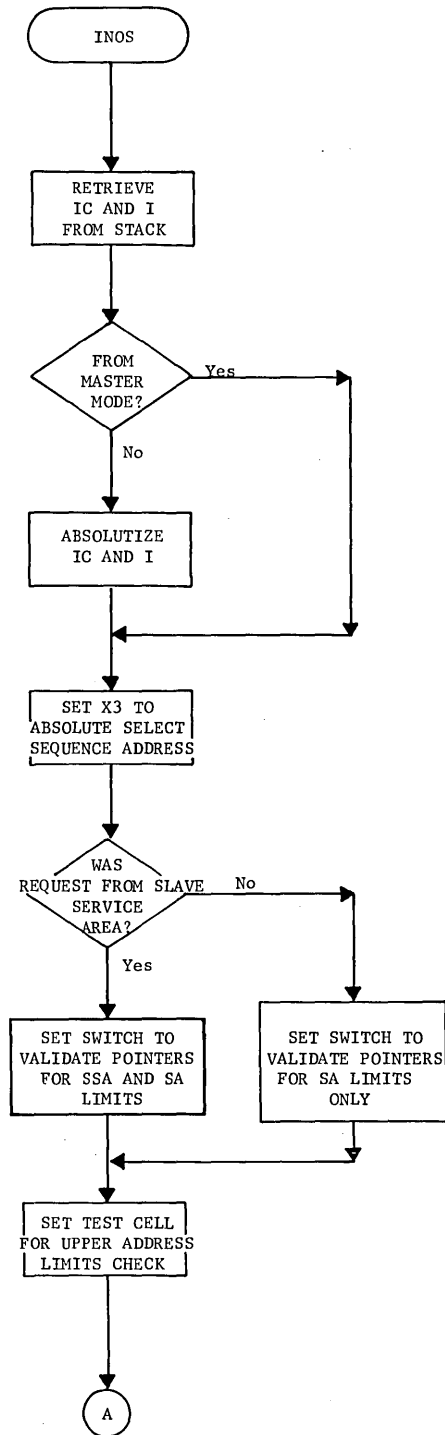 INOS
RETRIEVE
IC AND I
FROM STACK
FROM
MASTER
MODE?
Yes
No
ABSOLUTIZE
IC AND I
SET X3 TO
ABSOLUTE SELECT
SEQUENCE ADDRESS
WAS
REQUEST FROM SLAVE
SERVICE
AREA?
No
Yes
SET SWITCH TO
VALIDATE POINTERS
FOR SSA AND SA
LIMITS
SET SWITCH TO
VALIDATE POINTERS
FOR SA LIMITS
ONLY
SET TEST CELL
FOR UPPER ADDRESS
LIMITS CHECK
A